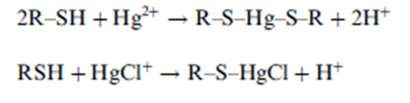 2R–SH + Hg²⁺ → R–S–Hg–S–R + 2H⁺
RSH + HgCl⁺ → R–S–HgCl + H⁺